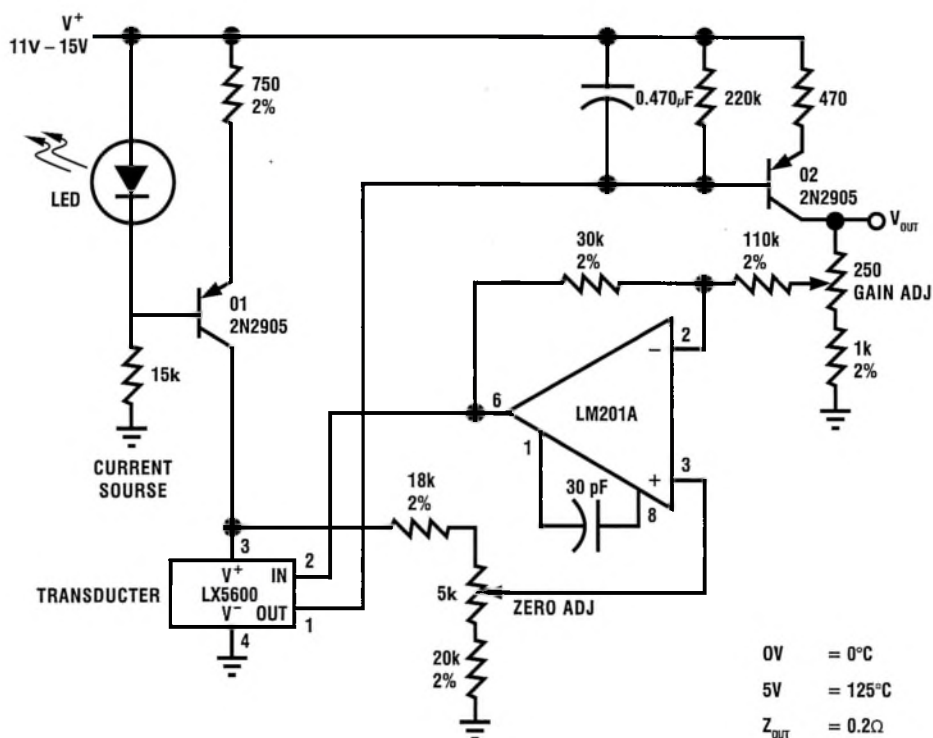 V+
11V – 15V
750
2%
0.470μF
220k
470
LED
02
2N2905
V_OUT
30k
2%
110k
2%
250
GAIN ADJ
01
2N2905
15k
2
–
1k
2%
6
LM201A
CURRENT
SOURSE
1
3
+
18k
2%
30 pF
8
3
2
V+ IN
TRANSDUCTER
LX5600
5k
ZERO ADJ
V– OUT
1
4
20k
2%
0V = 0°C
5V = 125°C
Z_OUT = 0.2Ω